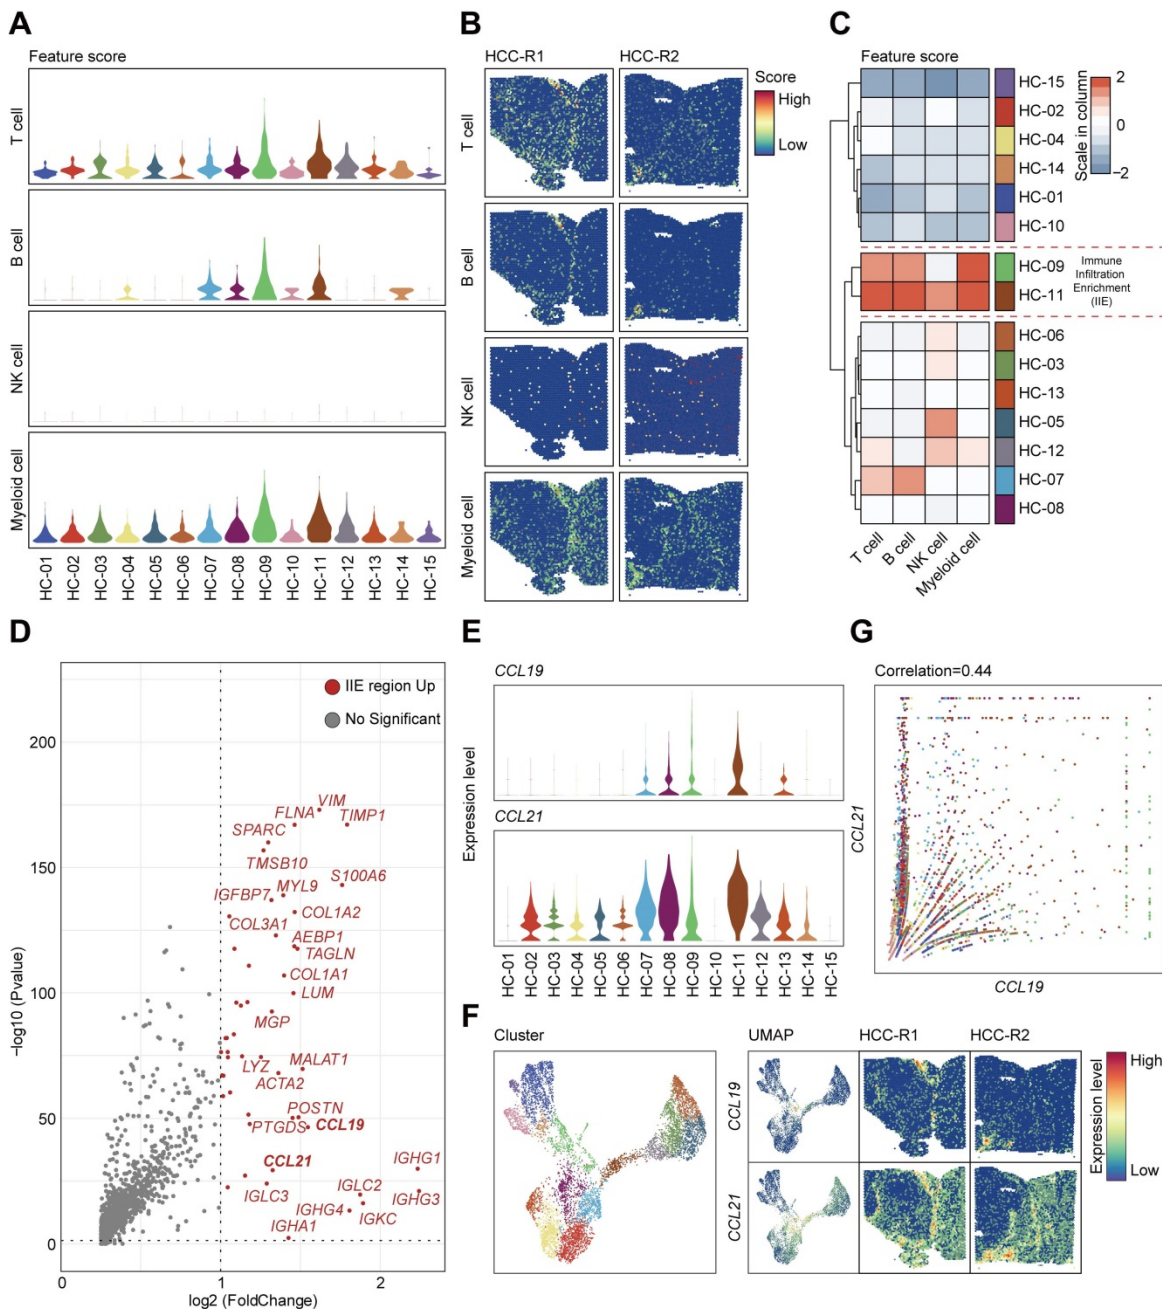 A
Feature score
T cell
B cell
NK cell
Myeloid cell
HC-01
HC-02
HC-03
HC-04
HC-05
HC-06
HC-07
HC-08
HC-09
HC-10
HC-11
HC-12
HC-13
HC-14
HC-15
B
HCC-R1
HCC-R2
Score
High
Low
T cell
B cell
NK cell
Myeloid cell
C
Feature score
HC-15
HC-02
HC-04
HC-14
HC-01
HC-10
HC-09
HC-11
HC-06
HC-03
HC-13
HC-05
HC-12
HC-07
HC-08
Immune
Infiltration
Enrichment
(IIE)
2
0
−2
Scale in column
T cell
B cell
NK cell
Myeloid cell
D
IIE region Up
No Significant
200
150
100
50
0
−log10 (Pvalue)
VIM
FLNA
TIMP1
SPARC
TMSB10
S100A6
MYL9
IGFBP7
COL1A2
COL3A1
AEBP1
TAGLN
COL1A1
LUM
MGP
LYZ
MALAT1
ACTA2
POSTN
PTGDS
CCL19
CCL21
IGHG1
IGLC3
IGLC2
IGHG3
IGHG4
IGKC
IGHA1
0
1
2
log2 (FoldChange)
E
CCL19
CCL21
Expression level
HC-01
HC-02
HC-03
HC-04
HC-05
HC-06
HC-07
HC-08
HC-09
HC-10
HC-11
HC-12
HC-13
HC-14
HC-15
G
Correlation=0.44
CCL21
CCL19
F
Cluster
UMAP
HCC-R1
HCC-R2
CCL19
CCL21
Expression level
High
Low